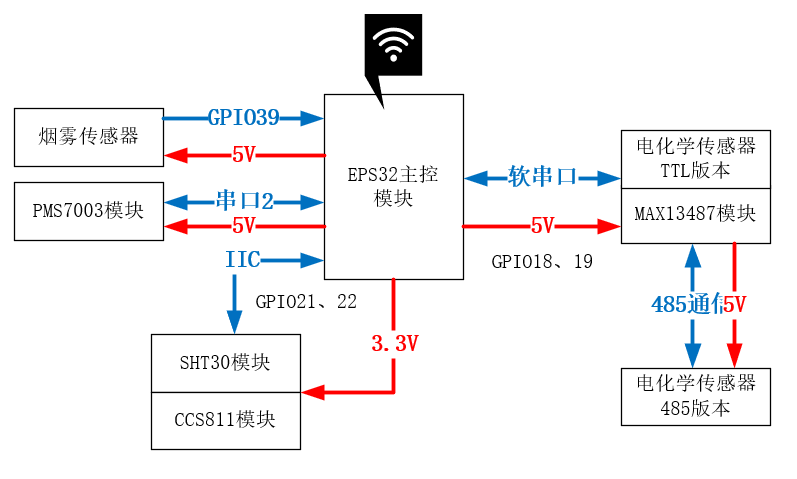 烟雾传感器
GPIO39
5V
PMS7003模块
串口2
5V
IIC
GPIO21、22
EPS32主控
模块
3.3V
SHT30模块
CCS811模块
软串口
5V
GPIO18、19
电化学传感器
TTL版本
MAX13487模块
485通信
5V
电化学传感器
485版本